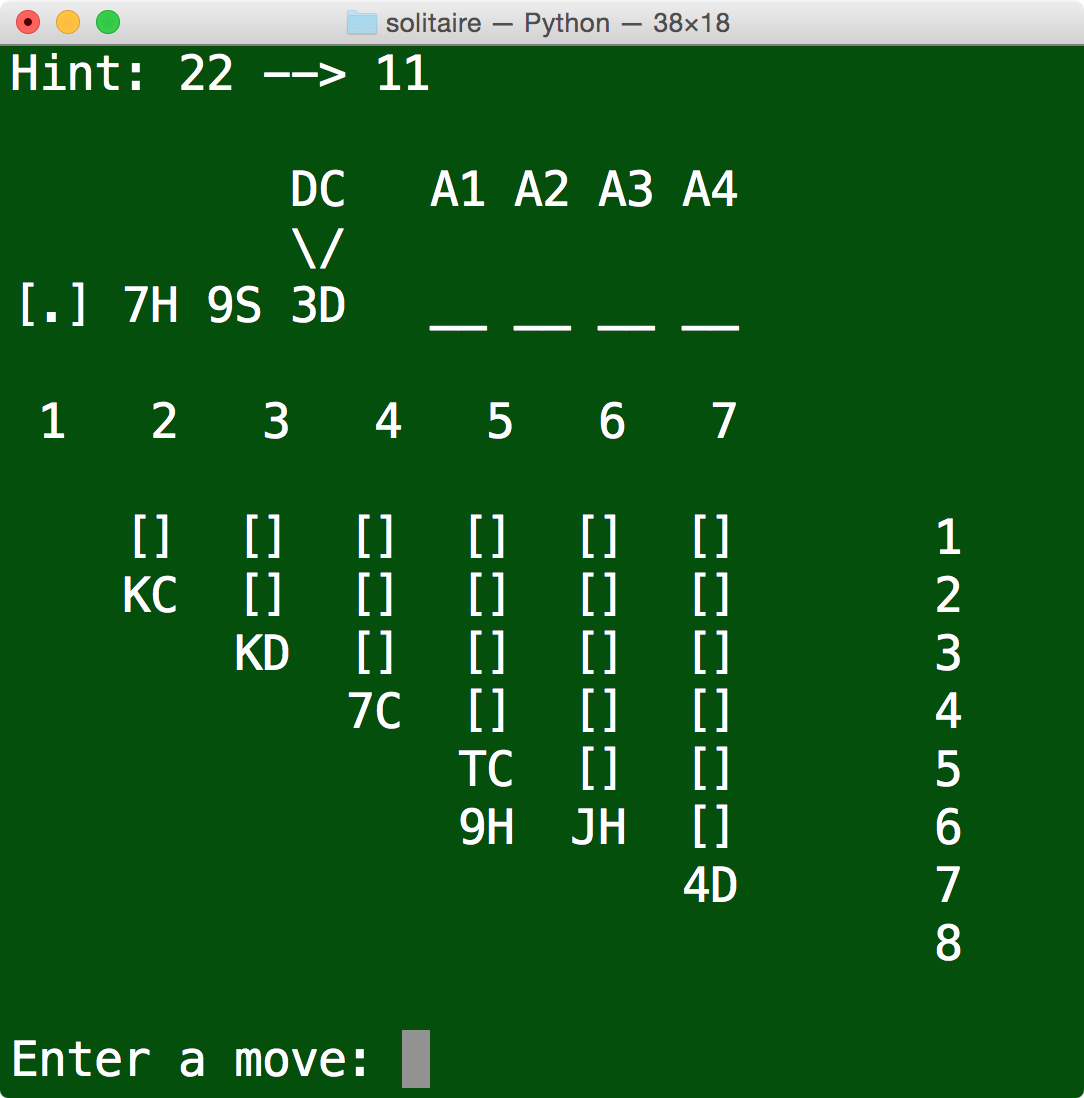 solitaire — Python — 38×18
Hint: 22 --> 11
DC A1 A2 A3 A4
\/
[.] 7H 9S 3D __ __ __ __
1 2 3 4 5 6 7
[] [] [] [] [] [] 1
KC [] [] [] [] [] 2
KD [] [] [] [] 3
7C [] [] [] 4
TC [] [] 5
9H JH [] 6
4D 7
8
Enter a move: